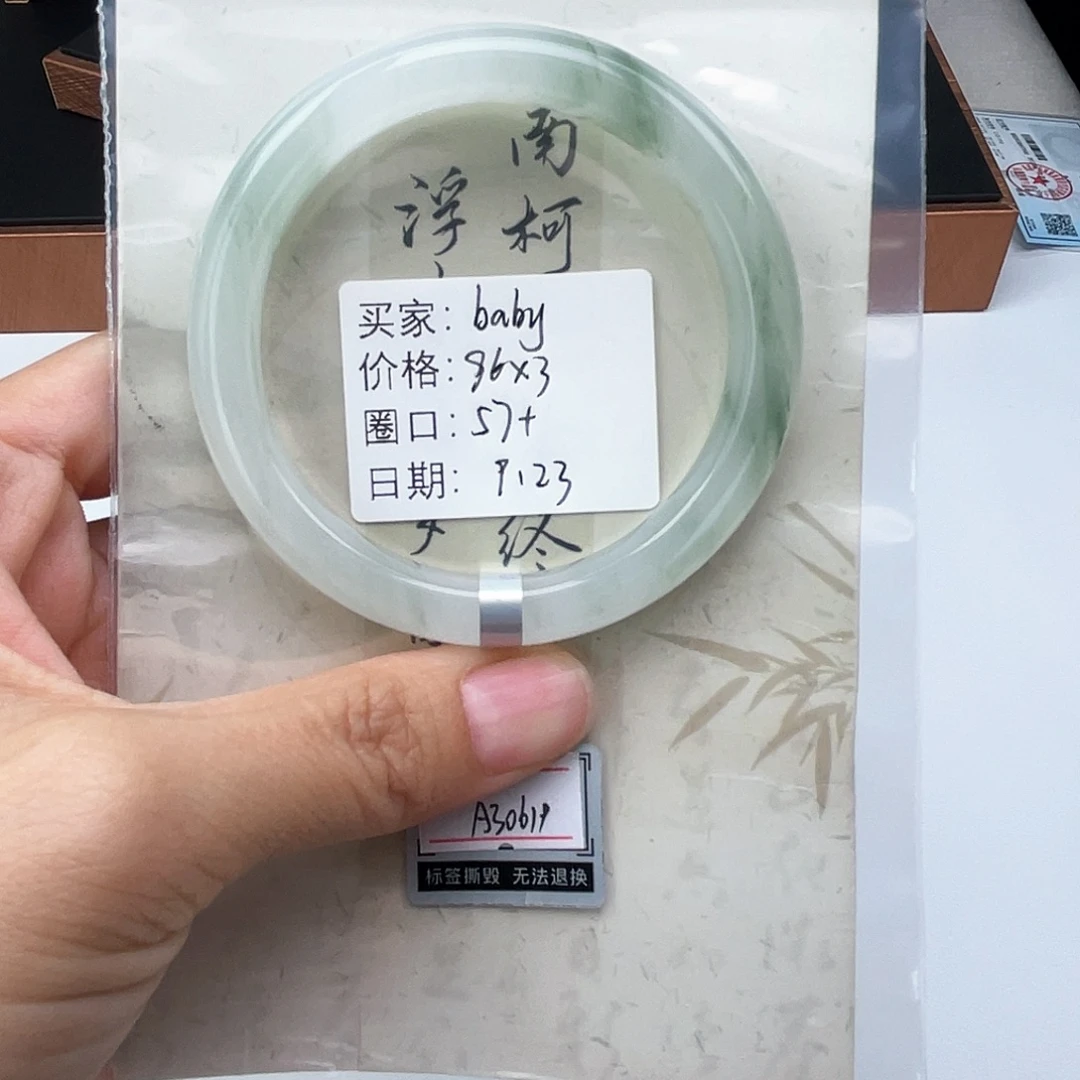 南柯
浮
买家：baby
价格：86x3
圈口：57+
日期：9.23
终
A30619
标签撕毁 无法退换